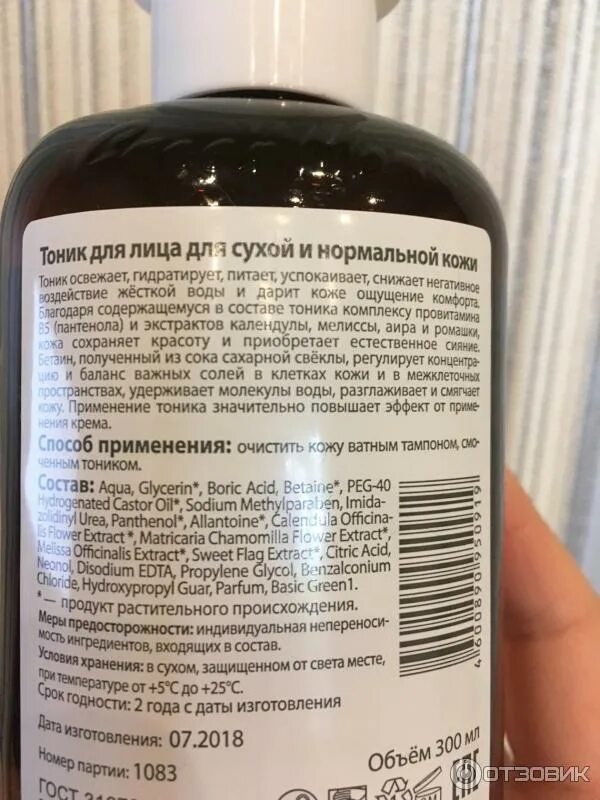 Тоник для лица для сухой и нормальной кожи
Тоник освежает, гидратирует, питает, успокаивает, снижает негативное
воздействие жёсткой воды и дарит коже ощущение комфорта.
Благодаря содержащемуся в составе тоника комплексу провитамина
В5 (пантенола) и экстрактов календулы, мелиссы, аира и ромашки,
кожа сохраняет красоту и приобретает естественное сияние.
Бетаин, полученный из сока сахарной свёклы, регулирует концентра-
цию и баланс важных солей в клетках кожи и в межклеточных
пространствах, удерживает молекулы воды, разглаживает и смягчает
кожу. Применение тоника значительно повышает эффект от приме-
нения крема.
Способ применения: очистить кожу ватным тампоном, смо-
ченным тоником.
Состав: Aqua, Glycerin*, Boric Acid, Betaine*, PEG-40
Hydrogenated Castor Oil*, Sodium Methylparaben, Imida-
zolidinyl Urea, Panthenol*, Allantoine*, Calendula Officina-
lis Flower Extract*, Matricaria Chamomilla Flower Extract*,
Melissa Officinalis Extract*, Sweet Flag Extract*, Citric Acid,
Neonol, Disodium EDTA, Propylene Glycol, Benzalconium
Chloride, Hydroxypropyl Guar, Parfum, Basic Green1.
* — продукт растительного происхождения.
Меры предосторожности: индивидуальная непереноси-
мость ингредиентов, входящих в состав.
Условия хранения: в сухом, защищенном от света месте,
при температуре от +5°С до +25°С.
Срок годности: 2 года с даты изготовления
Дата изготовления: 07.2018
Номер партии: 1083
Объём 300 мл
ГОСТ
4600890950919
ОТЗОВИК